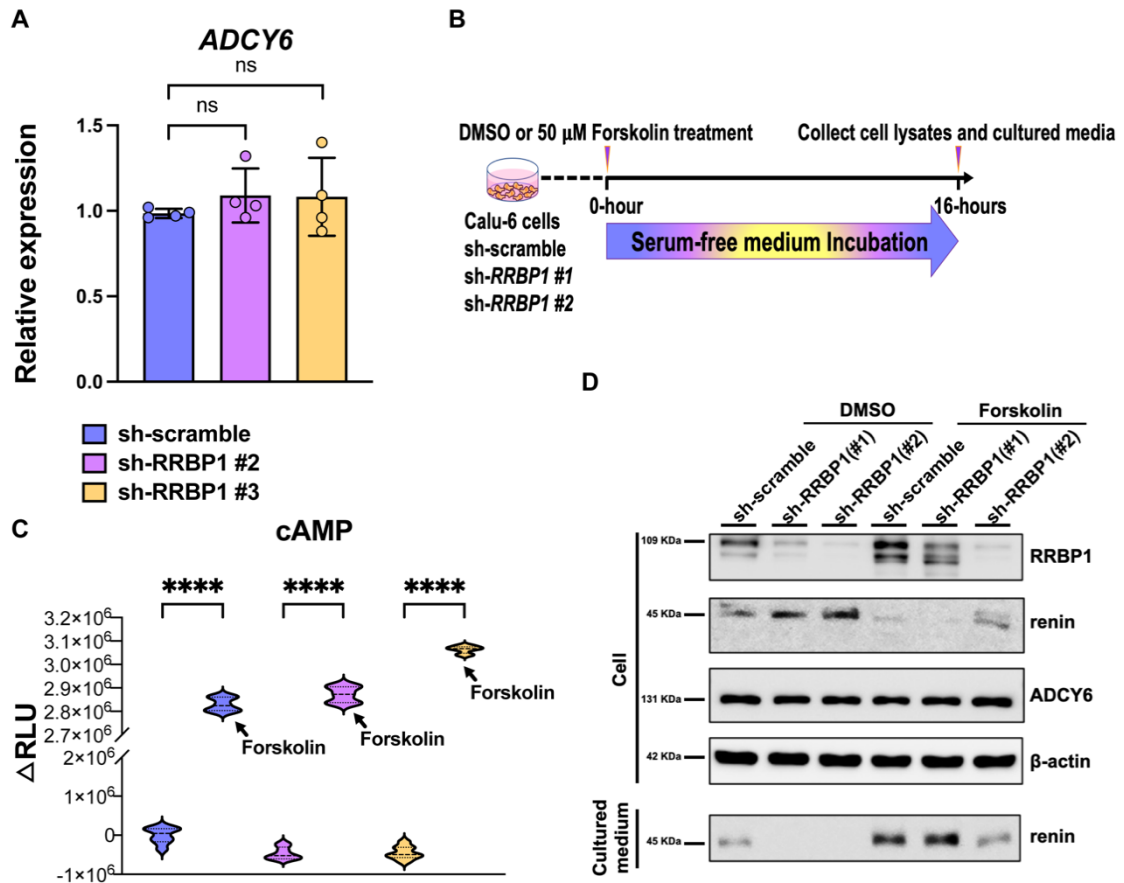 A
ADCY6
ns
ns
1.5
1.0
0.5
0.0
Relative expression
sh-scramble
sh-RRBP1 #2
sh-RRBP1 #3
B
DMSO or 50 μM Forskolin treatment
Collect cell lysates and cultured media
0-hour
16-hours
Calu-6 cells
sh-scramble
sh-RRBP1 #1
sh-RRBP1 #2
Serum-free medium Incubation
C
cAMP
****
****
****
3.2×10⁶
3.1×10⁶
3.0×10⁶
2.9×10⁶
2.8×10⁶
2.7×10⁶
2×10⁶
1×10⁶
0
-1×10⁶
△RLU
Forskolin
Forskolin
Forskolin
D
DMSO
Forskolin
sh-scramble
sh-RRBP1(#1)
sh-RRBP1(#2)
sh-scramble
sh-RRBP1(#1)
sh-RRBP1(#2)
Cell
109 KDa
RRBP1
45 KDa
renin
131 KDa
ADCY6
42 KDa
β-actin
Cultured
medium
45 KDa
renin